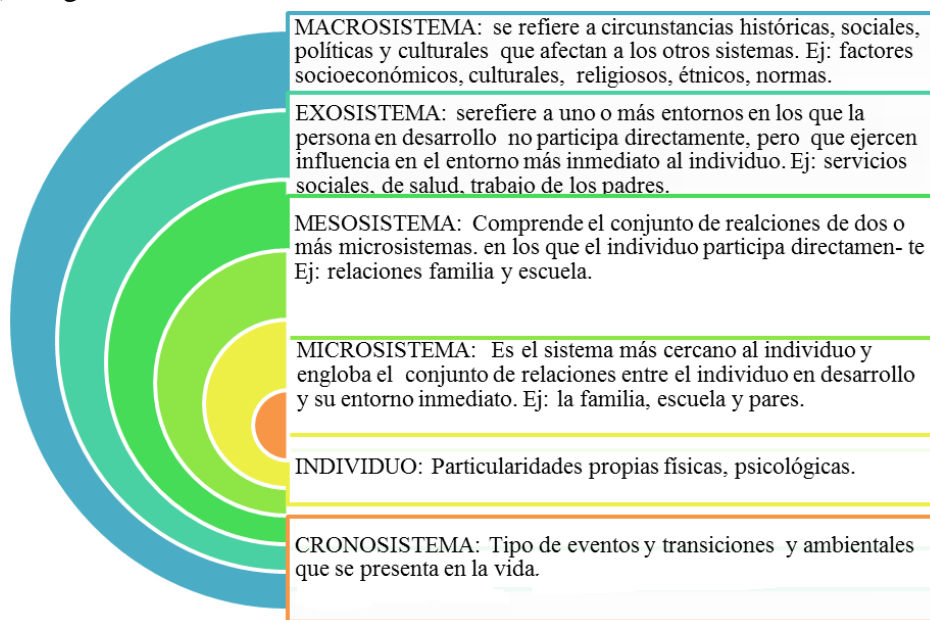 MACROSISTEMA: se refiere a circunstancias históricas, sociales,
políticas y culturales que afectan a los otros sistemas. Ej: factores
socioeconómicos, culturales, religiosos, étnicos, normas.
EXOSISTEMA: serefiere a uno o más entornos en los que la
persona en desarrollo no participa directamente, pero que ejercen
influencia en el entorno más inmediato al individuo. Ej: servicios
sociales, de salud, trabajo de los padres.
MESOSISTEMA: Comprende el conjunto de realciones de dos o
más microsistemas. en los que el individuo participa directamen- te
Ej: relaciones familia y escuela.
MICROSISTEMA: Es el sistema más cercano al individuo y
engloba el conjunto de relaciones entre el individuo en desarrollo
y su entorno inmediato. Ej: la familia, escuela y pares.
INDIVIDUO: Particularidades propias físicas, psicológicas.
CRONOSISTEMA: Tipo de eventos y transiciones y ambientales
que se presenta en la vida.